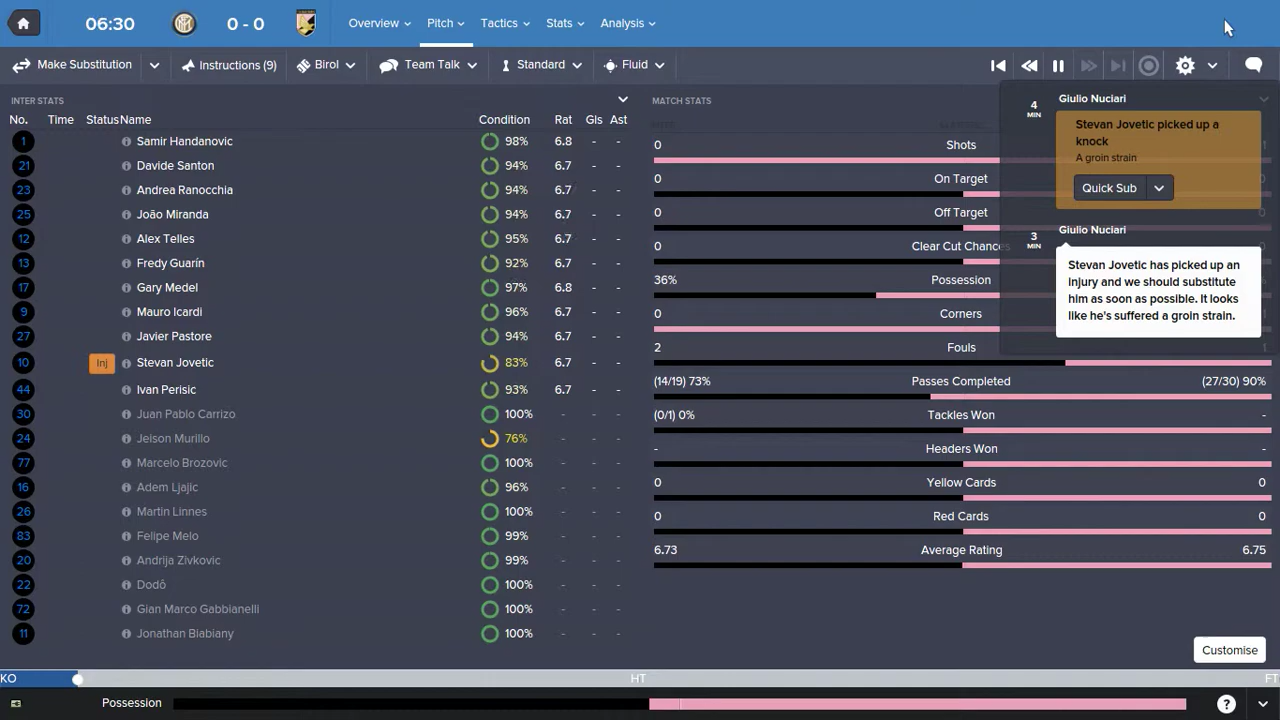 06:30 0 - 0 Overview Pitch Tactics Stats Analysis
Make Substitution Instructions (9) Birol Team Talk Standard Fluid
INTER STATS
No. Time Status Name Condition Rat Gls Ast
1 Samir Handanovic 98% 6.8 - -
21 Davide Santon 94% 6.7 - -
23 Andrea Ranocchia 94% 6.7 - -
25 João Miranda 94% 6.7 - -
12 Alex Telles 95% 6.7 - -
13 Fredy Guarín 92% 6.7 - -
17 Gary Medel 97% 6.8 - -
9 Mauro Icardi 96% 6.7 - -
27 Javier Pastore 94% 6.7 - -
10 Inj Stevan Jovetic 83% 6.7 - -
44 Ivan Perisic 93% 6.7 - -
30 Juan Pablo Carrizo 100% - - -
24 Jeison Murillo 76% - - -
77 Marcelo Brozovic 100% - - -
16 Adem Ljajic 96% - - -
26 Martin Linnes 100% - - -
83 Felipe Melo 99% - - -
20 Andrija Zivkovic 99% - - -
22 Dodô 100% - - -
72 Gian Marco Gabbianelli 100% - - -
11 Jonathan Biabiany 100% - - -
MATCH STATS
0 Shots 1
0 On Target 0
0 Off Target 0
0 Clear Cut Chances
36% Possession
0 Corners 1
2 Fouls 1
(14/19) 73% Passes Completed (27/30) 90%
(0/1) 0% Tackles Won -
- Headers Won -
0 Yellow Cards 0
0 Red Cards 0
6.73 Average Rating 6.75
4 MIN
Giulio Nuciari
Stevan Jovetic picked up a
knock
A groin strain
Quick Sub
3 MIN
Giulio Nuciari
Stevan Jovetic has picked up an
injury and we should substitute
him as soon as possible. It looks
like he's suffered a groin strain.
Customise
KO HT FT
Possession ?